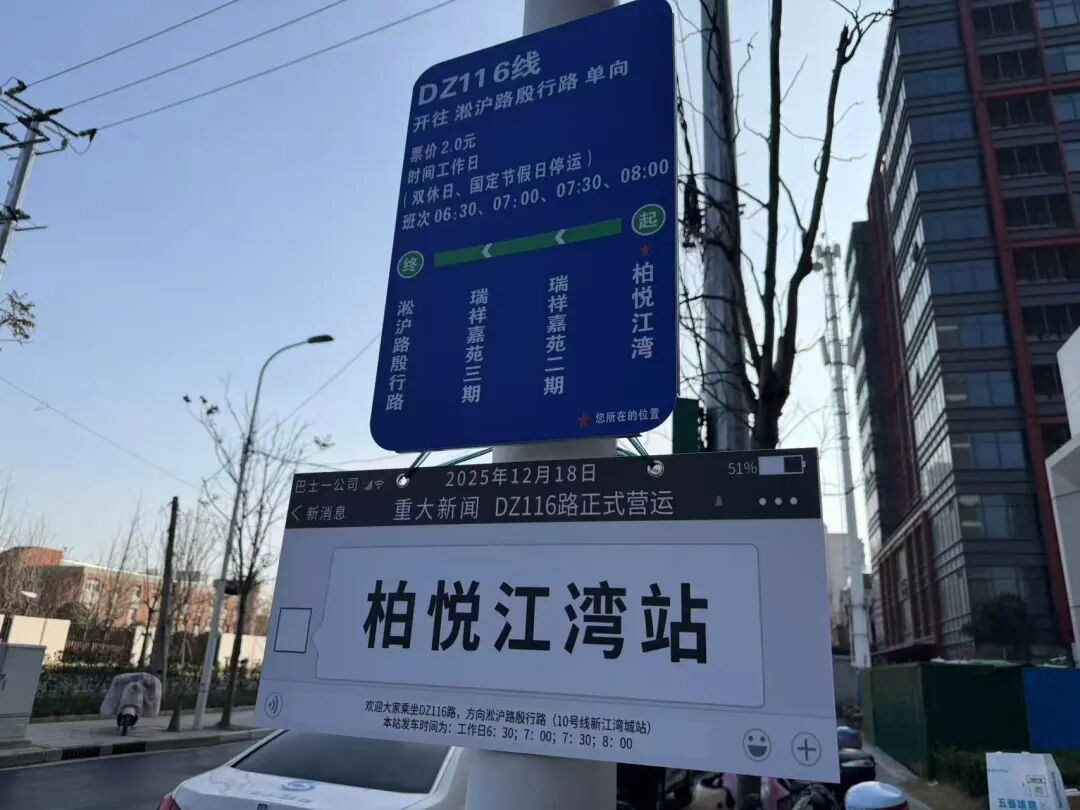 DZ116线
开往 淞沪路殷行路 单向
票价 2.0元
时间工作日
（双休日、国定节假日停运）
班次 06:30、07:00、07:30、08:00
终
起
淞沪路殷行路
瑞祥嘉苑三期
瑞祥嘉苑二期
★柏悦江湾
★ 您所在的位置
巴士一公司
2025年12月18日
51%
< 新消息
重大新闻 DZ116路正式营运
柏悦江湾站
欢迎大家乘坐DZ116路，方向淞沪路殷行路（10号线新江湾城站）
本站发车时间为：工作日6：30；7：00；7：30；8：00